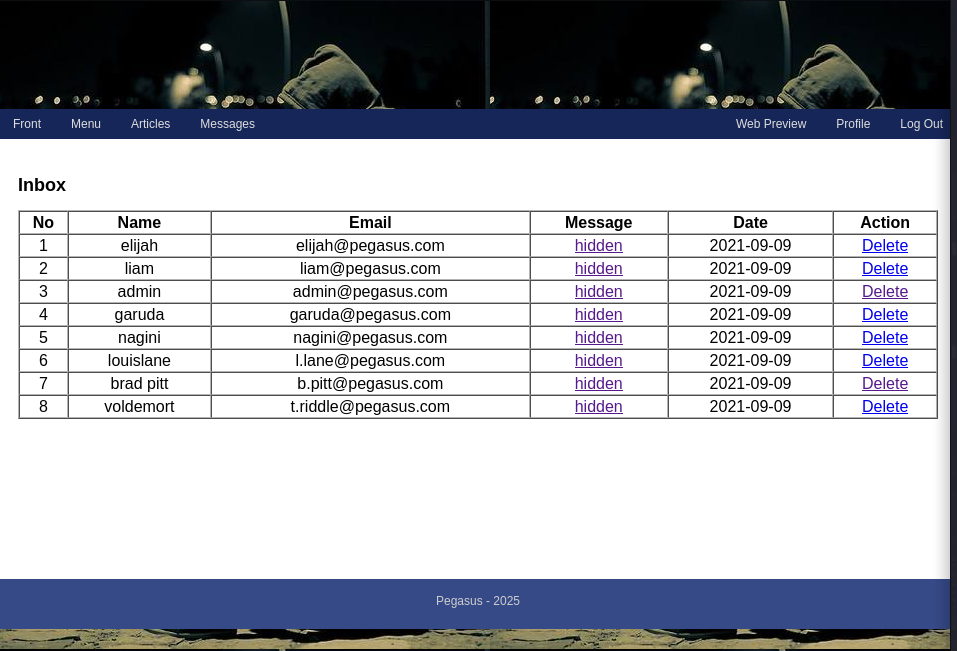 Front Menu Articles Messages Web Preview Profile Log Out
Inbox
No Name Email Message Date Action
1 elijah elijah@pegasus.com hidden 2021-09-09 Delete
2 liam liam@pegasus.com hidden 2021-09-09 Delete
3 admin admin@pegasus.com hidden 2021-09-09 Delete
4 garuda garuda@pegasus.com hidden 2021-09-09 Delete
5 nagini nagini@pegasus.com hidden 2021-09-09 Delete
6 louislane l.lane@pegasus.com hidden 2021-09-09 Delete
7 brad pitt b.pitt@pegasus.com hidden 2021-09-09 Delete
8 voldemort t.riddle@pegasus.com hidden 2021-09-09 Delete
Pegasus - 2025